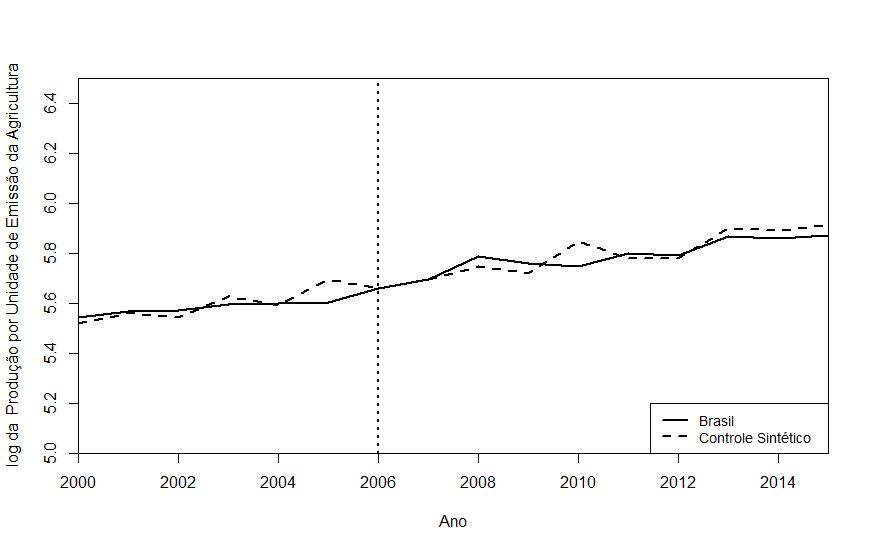 log da  Produção por Unidade de Emissão da Agricultura
6.4
6.2
6.0
5.8
5.6
5.4
5.2
5.0
Brasil
Controle Sintético
2000 2002 2004 2006 2008 2010 2012 2014
Ano